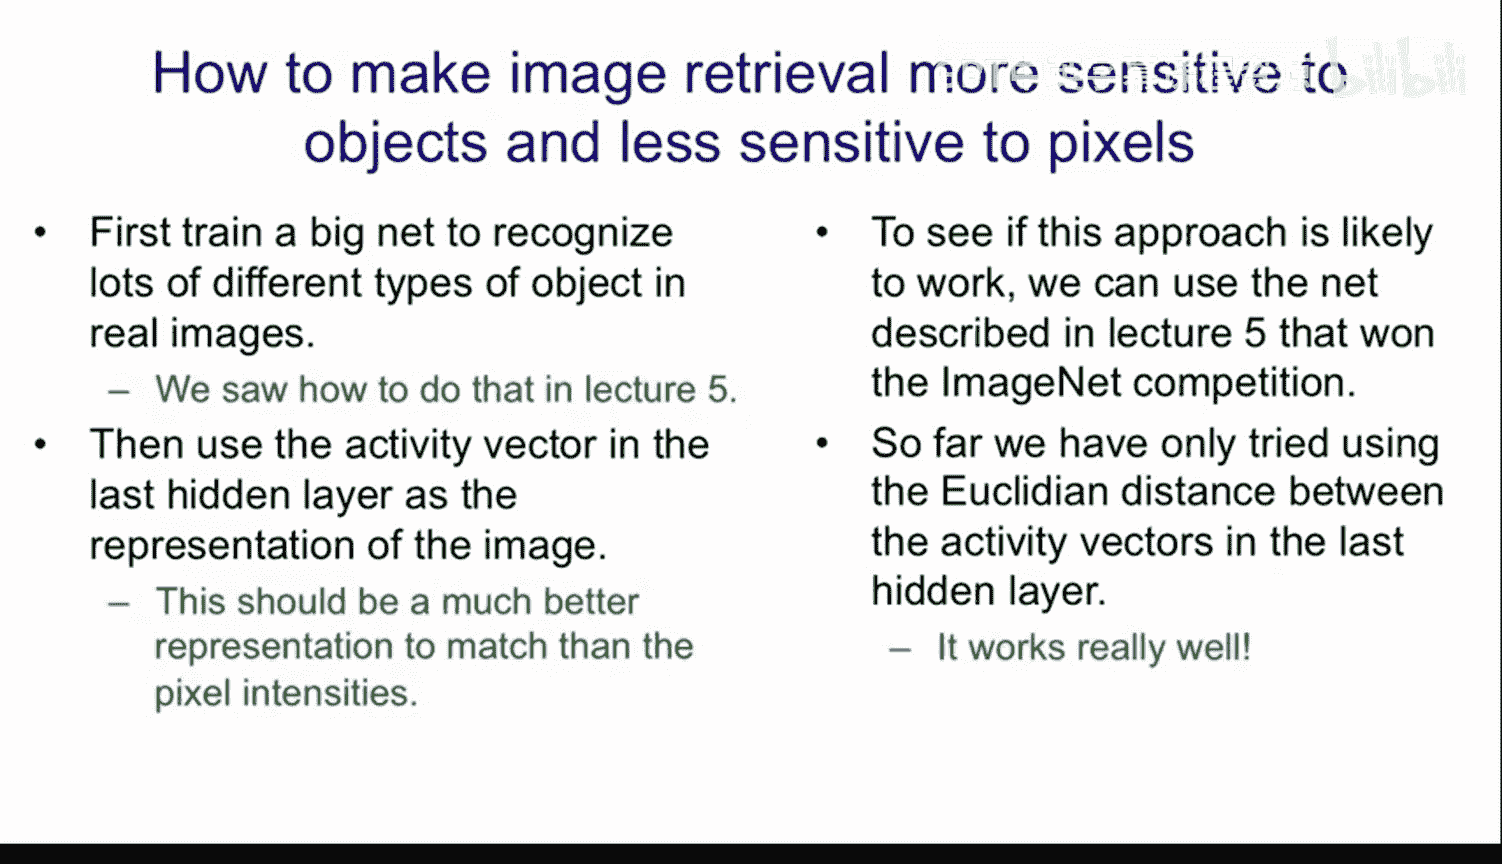 How to make image retrieval more sensitive to
objects and less sensitive to pixels
• First train a big net to recognize
lots of different types of object in
real images.
– We saw how to do that in lecture 5.
• Then use the activity vector in the
last hidden layer as the
representation of the image.
– This should be a much better
representation to match than the
pixel intensities.
• To see if this approach is likely
to work, we can use the net
described in lecture 5 that won
the ImageNet competition.
• So far we have only tried using
the Euclidian distance between
the activity vectors in the last
hidden layer.
– It works really well!
bilibili